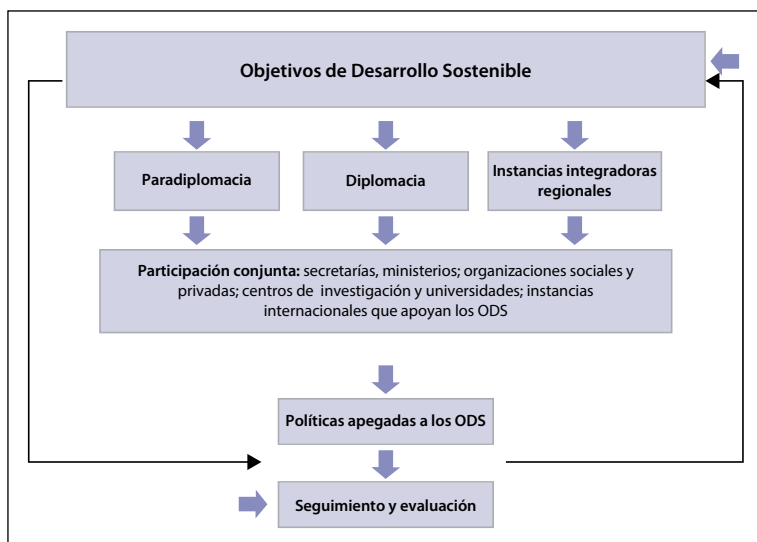 Objetivos de Desarrollo Sostenible
Paradiplomacia
Diplomacia
Instancias integradoras
regionales
Participación conjunta: secretarías, ministerios; organizaciones sociales y
privadas; centros de investigación y universidades; instancias
internacionales que apoyan los ODS
Políticas apegadas a los ODS
Seguimiento y evaluación